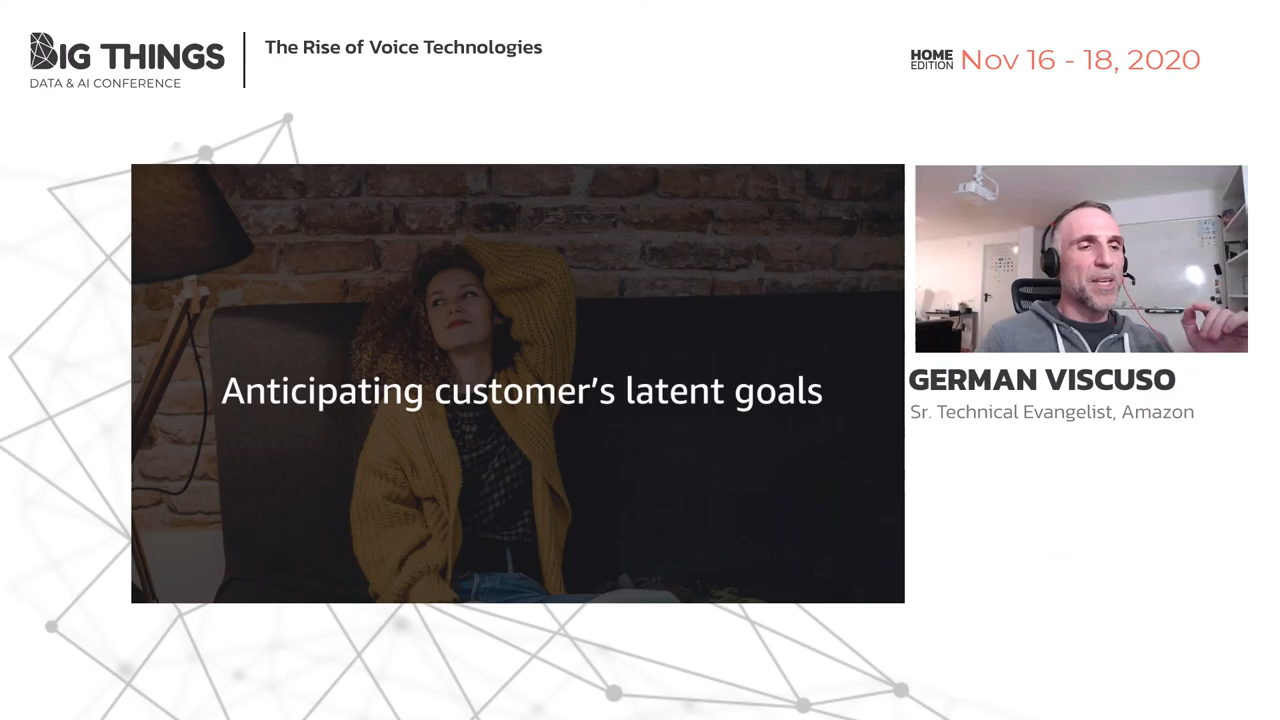 BIG THINGS
DATA & AI CONFERENCE
The Rise of Voice Technologies
HOME
EDITION
Nov 16 - 18, 2020
Anticipating customer's latent goals
GERMAN VISCUSO
Sr. Technical Evangelist, Amazon